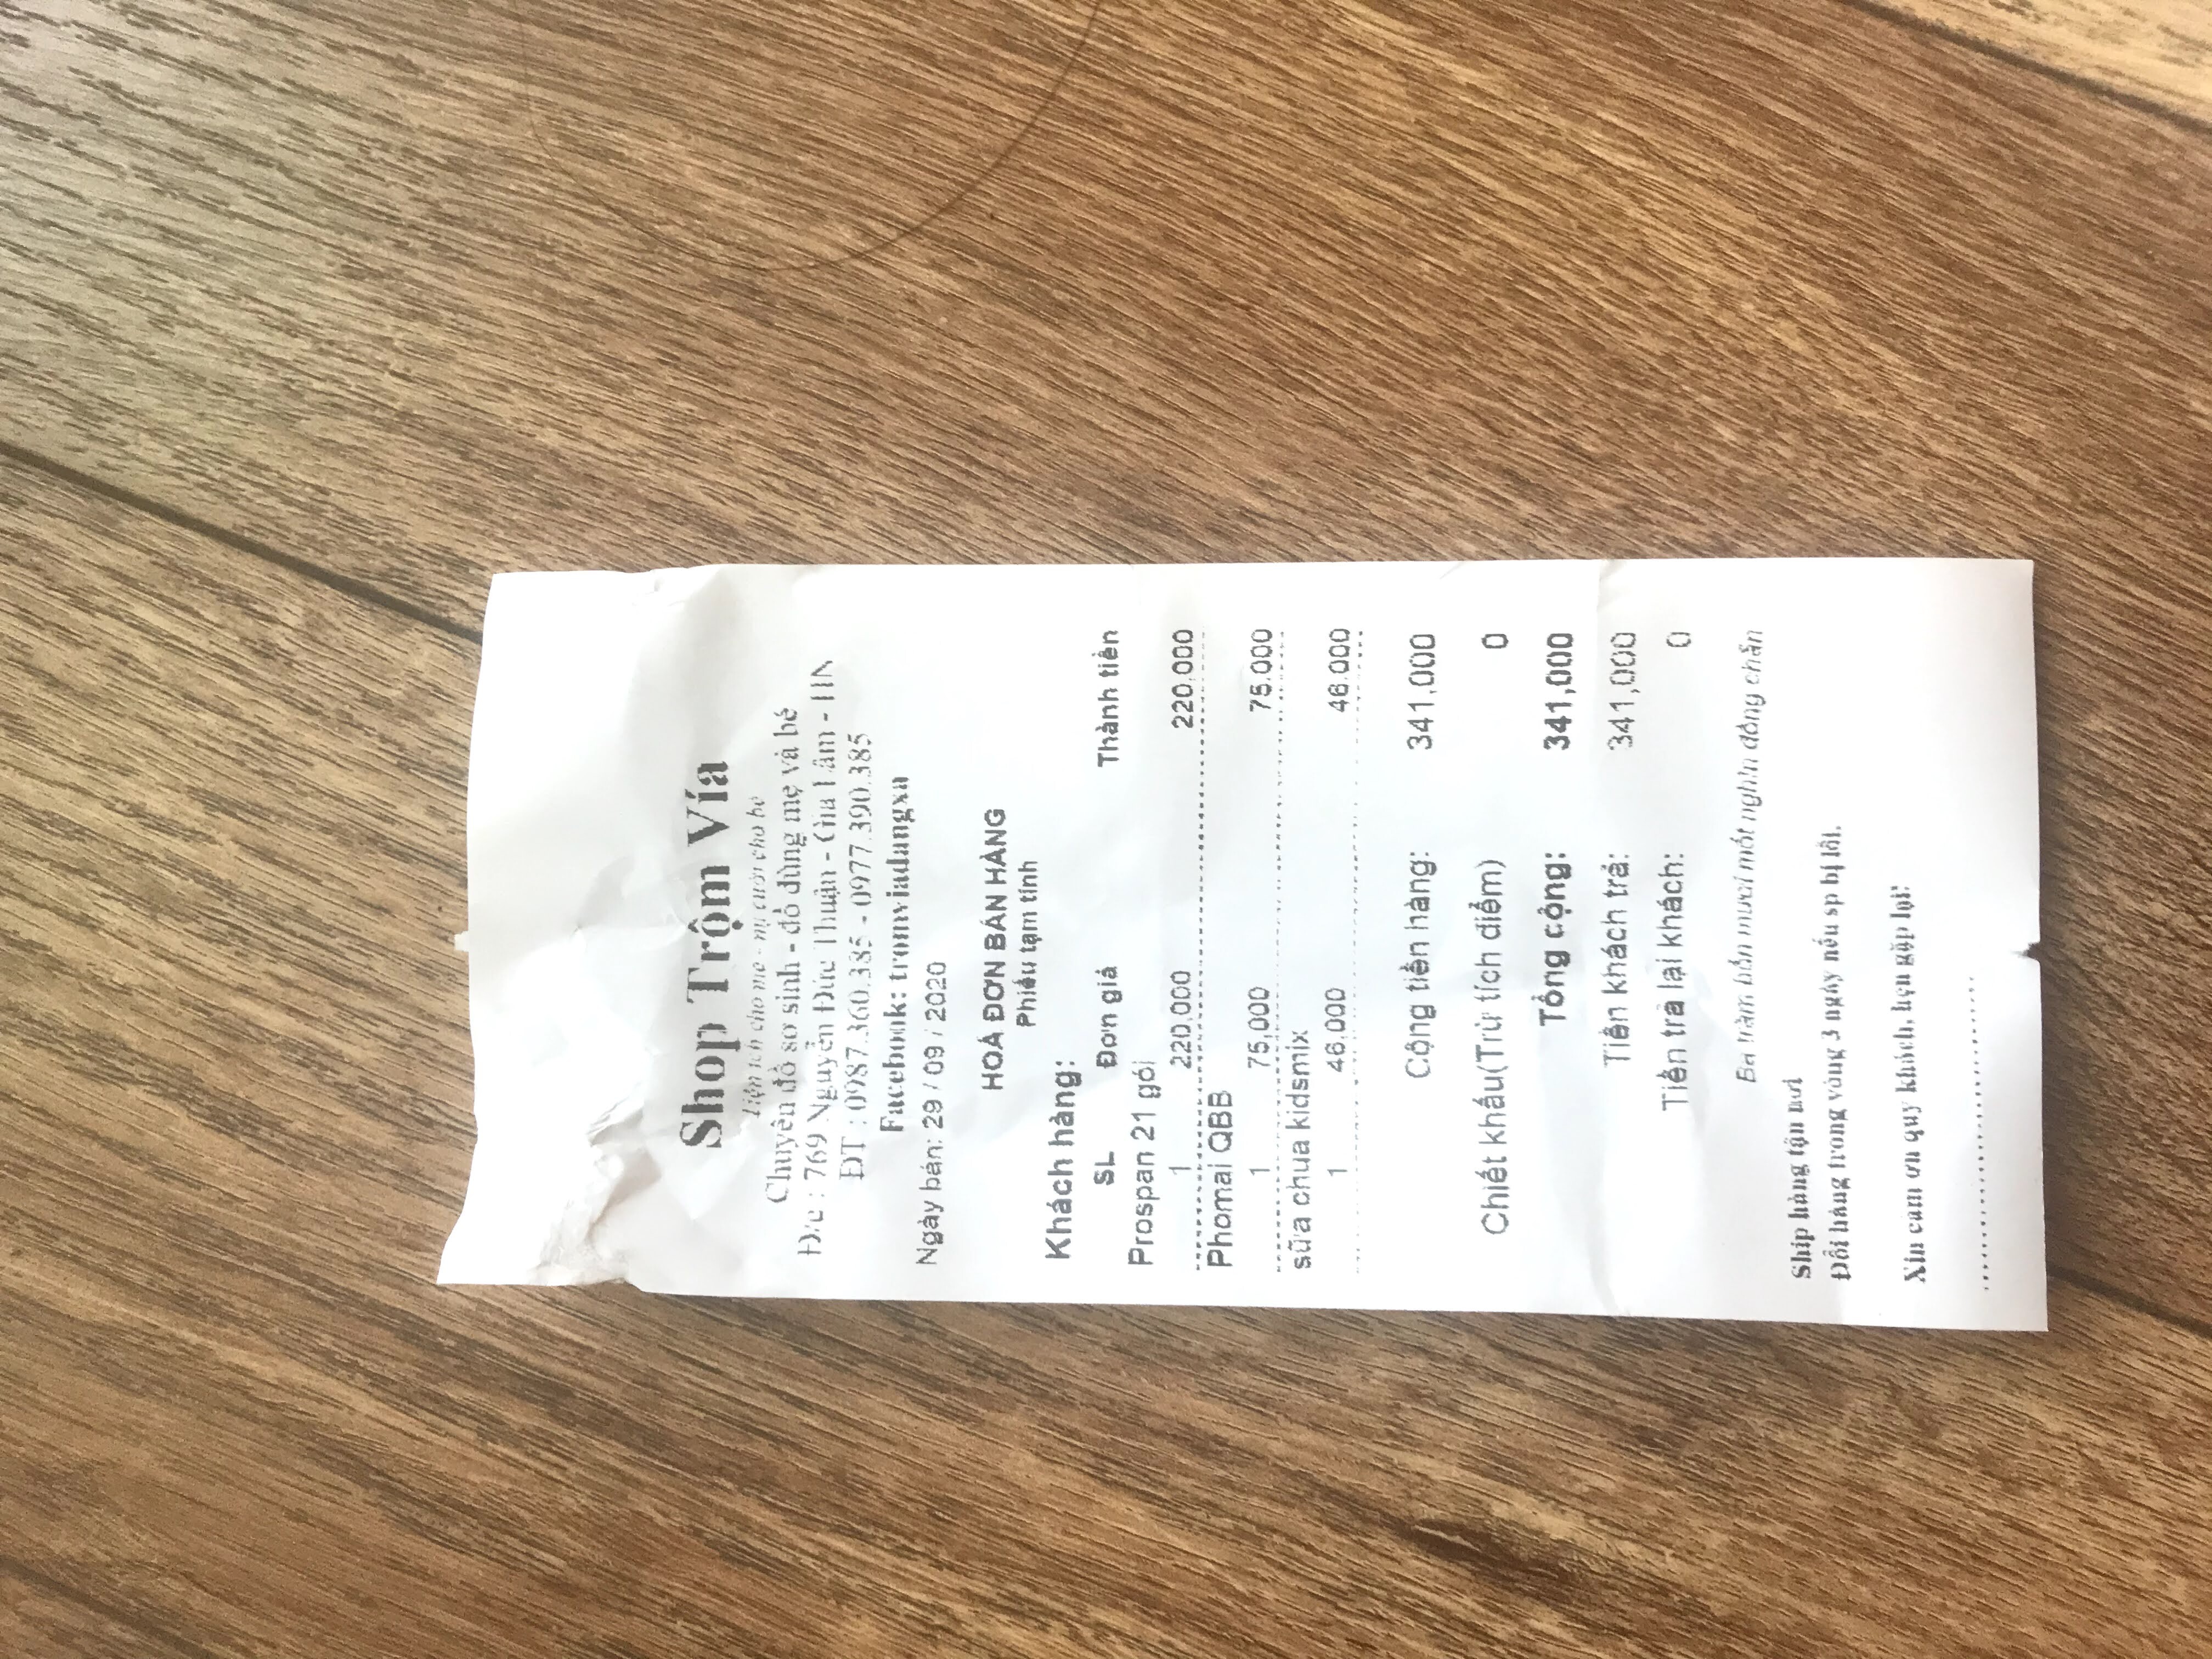 Shop Trộm Vía
Tiện ích cho mẹ - nụ cười cho bé
Chuyên đồ sơ sinh - đồ dùng mẹ và bé
Đ/c : 769 Nguyễn Đức Thuận - Gia Lâm - HN
ĐT : 0987.360.385 - 0977.390.385
Facebook: tromviadangxa
Ngày bán: 29 / 09 / 2020
HOÁ ĐƠN BÁN HÀNG
Phiếu tạm tính
Khách hàng:
SL Đơn giá Thành tiền
Prospan 21 gói
1 220,000 220,000
Phomai QBB
1 75,000 75,000
sữa chua kidsmix
1 46,000 46,000
Cộng tiền hàng: 341,000
Chiết khấu(Trừ tích điểm) 0
Tổng cộng: 341,000
Tiền khách trả: 341,000
Tiền trả lại khách: 0
Ba trăm bốn mươi mốt nghìn đồng chẵn
Ship hàng tận nơi
Đổi hàng trong vòng 3 ngày nếu sp bị lỗi.
Xin cảm ơn quý khách, hẹn gặp lại!